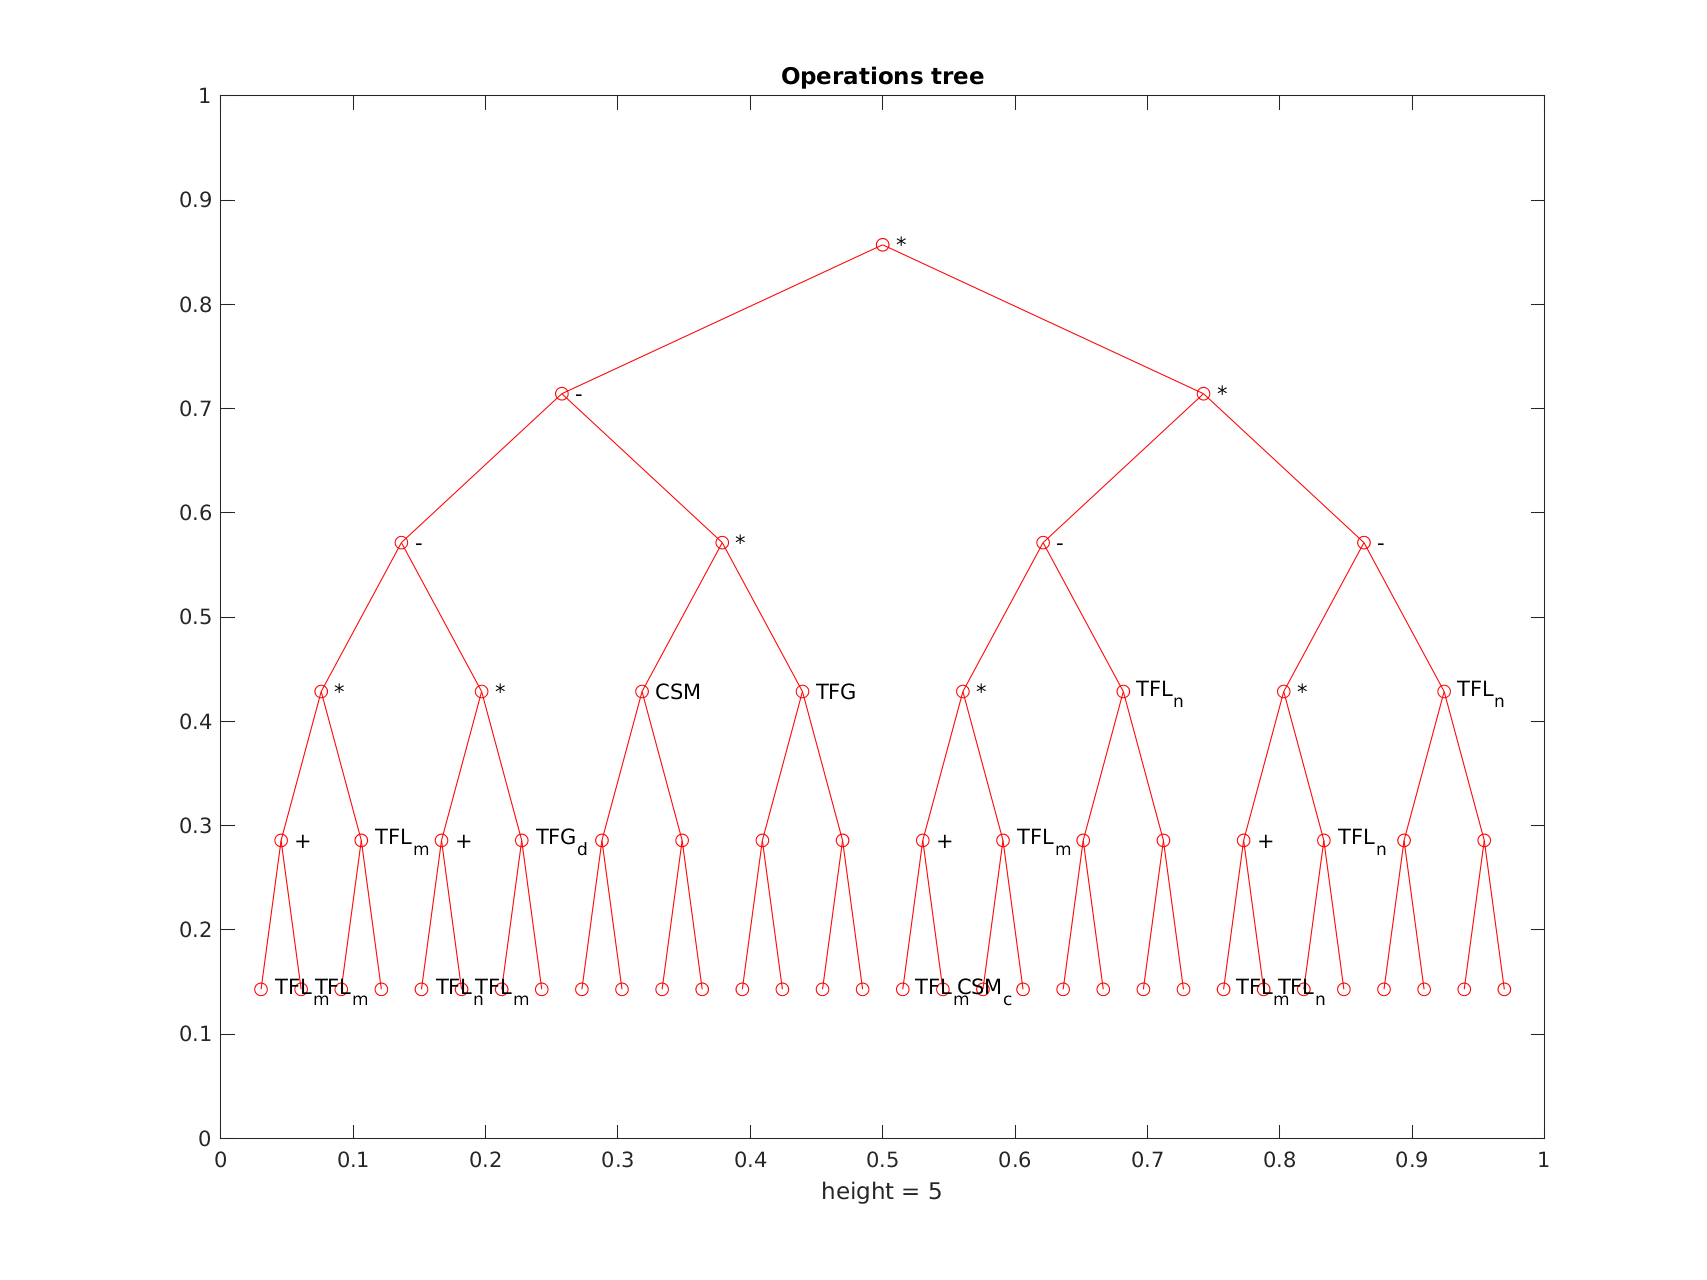 Operations tree
1
0.9
*
0.8
- *
0.7
0.6
- * - -
0.5
* * CSM TFG * TFL_n * TFL_n
0.4
0.3
+ TFL_m + TFG_d + TFL_m + TFL_n
0.2
TFL_m TFL_m TFL_n TFL_m TFL_m CSM_c TFL_m TFL_n
0.1
0
0 0.1 0.2 0.3 0.4 0.5 0.6 0.7 0.8 0.9 1
height = 5